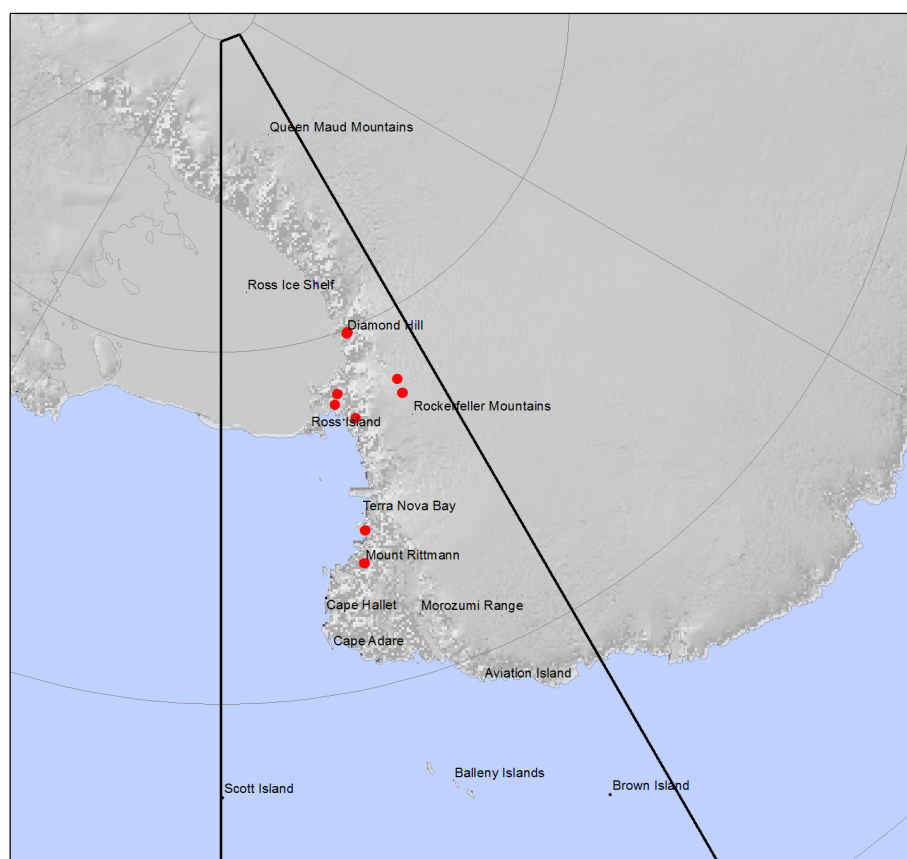 Queen Maud Mountains
Ross Ice Shelf
Diamond Hill
Rockerfeller Mountains
Ross Island
Terra Nova Bay
Mount Rittmann
Cape Hallet
Morozumi Range
Cape Adare
Aviation Island
Balleny Islands
Scott Island
Brown Island